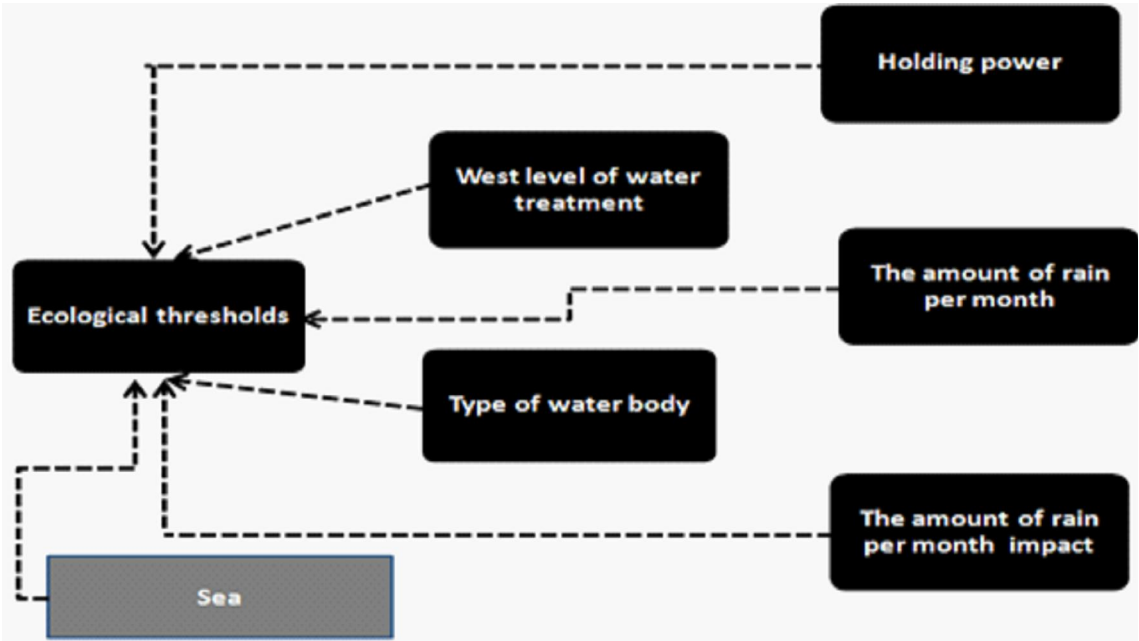 Holding power
West level of water
treatment
The amount of rain
per month
Ecological thresholds
Type of water body
The amount of rain
per month impact
Sea